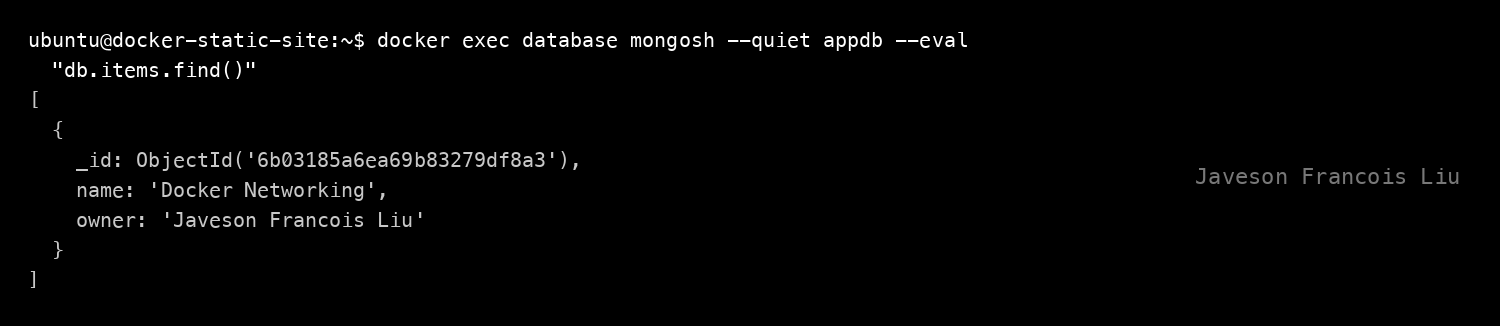 ubuntu@docker-static-site:~$ docker exec database mongosh --quiet appdb --eval
  "db.items.find()"
[
  {
    _id: ObjectId('6b03185a6ea69b83279df8a3'),
    name: 'Docker Networking',
    owner: 'Javeson Francois Liu'
  }
]
Javeson Francois Liu